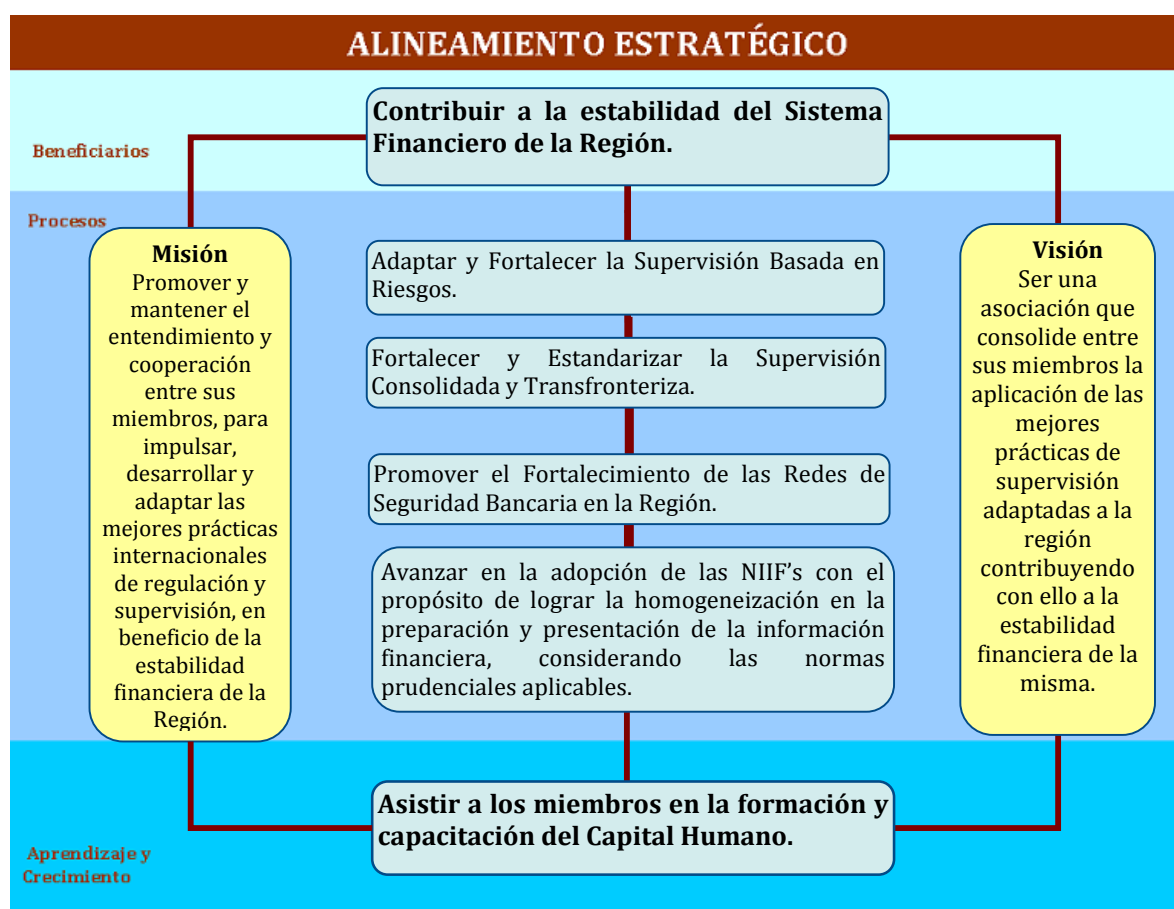 ALINEAMIENTO ESTRATÉGICO
Beneficiarios
Contribuir a la estabilidad del Sistema
Financiero de la Región.
Procesos
Misión
Promover y
mantener el
entendimiento y
cooperación
entre sus
miembros, para
impulsar,
desarrollar y
adaptar las
mejores prácticas
internacionales
de regulación y
supervisión, en
beneficio de la
estabilidad
financiera de la
Región.
Adaptar y Fortalecer la Supervisión Basada en
Riesgos.
Fortalecer y Estandarizar la Supervisión
Consolidada y Transfronteriza.
Promover el Fortalecimiento de las Redes de
Seguridad Bancaria en la Región.
Avanzar en la adopción de las NIIF's con el
propósito de lograr la homogeneización en la
preparación y presentación de la información
financiera, considerando las normas
prudenciales aplicables.
Visión
Ser una
asociación que
consolide entre
sus miembros la
aplicación de las
mejores
prácticas de
supervisión
adaptadas a la
región
contribuyendo
con ello a la
estabilidad
financiera de la
misma.
Asistir a los miembros en la formación y
capacitación del Capital Humano.
Aprendizaje y
Crecimiento